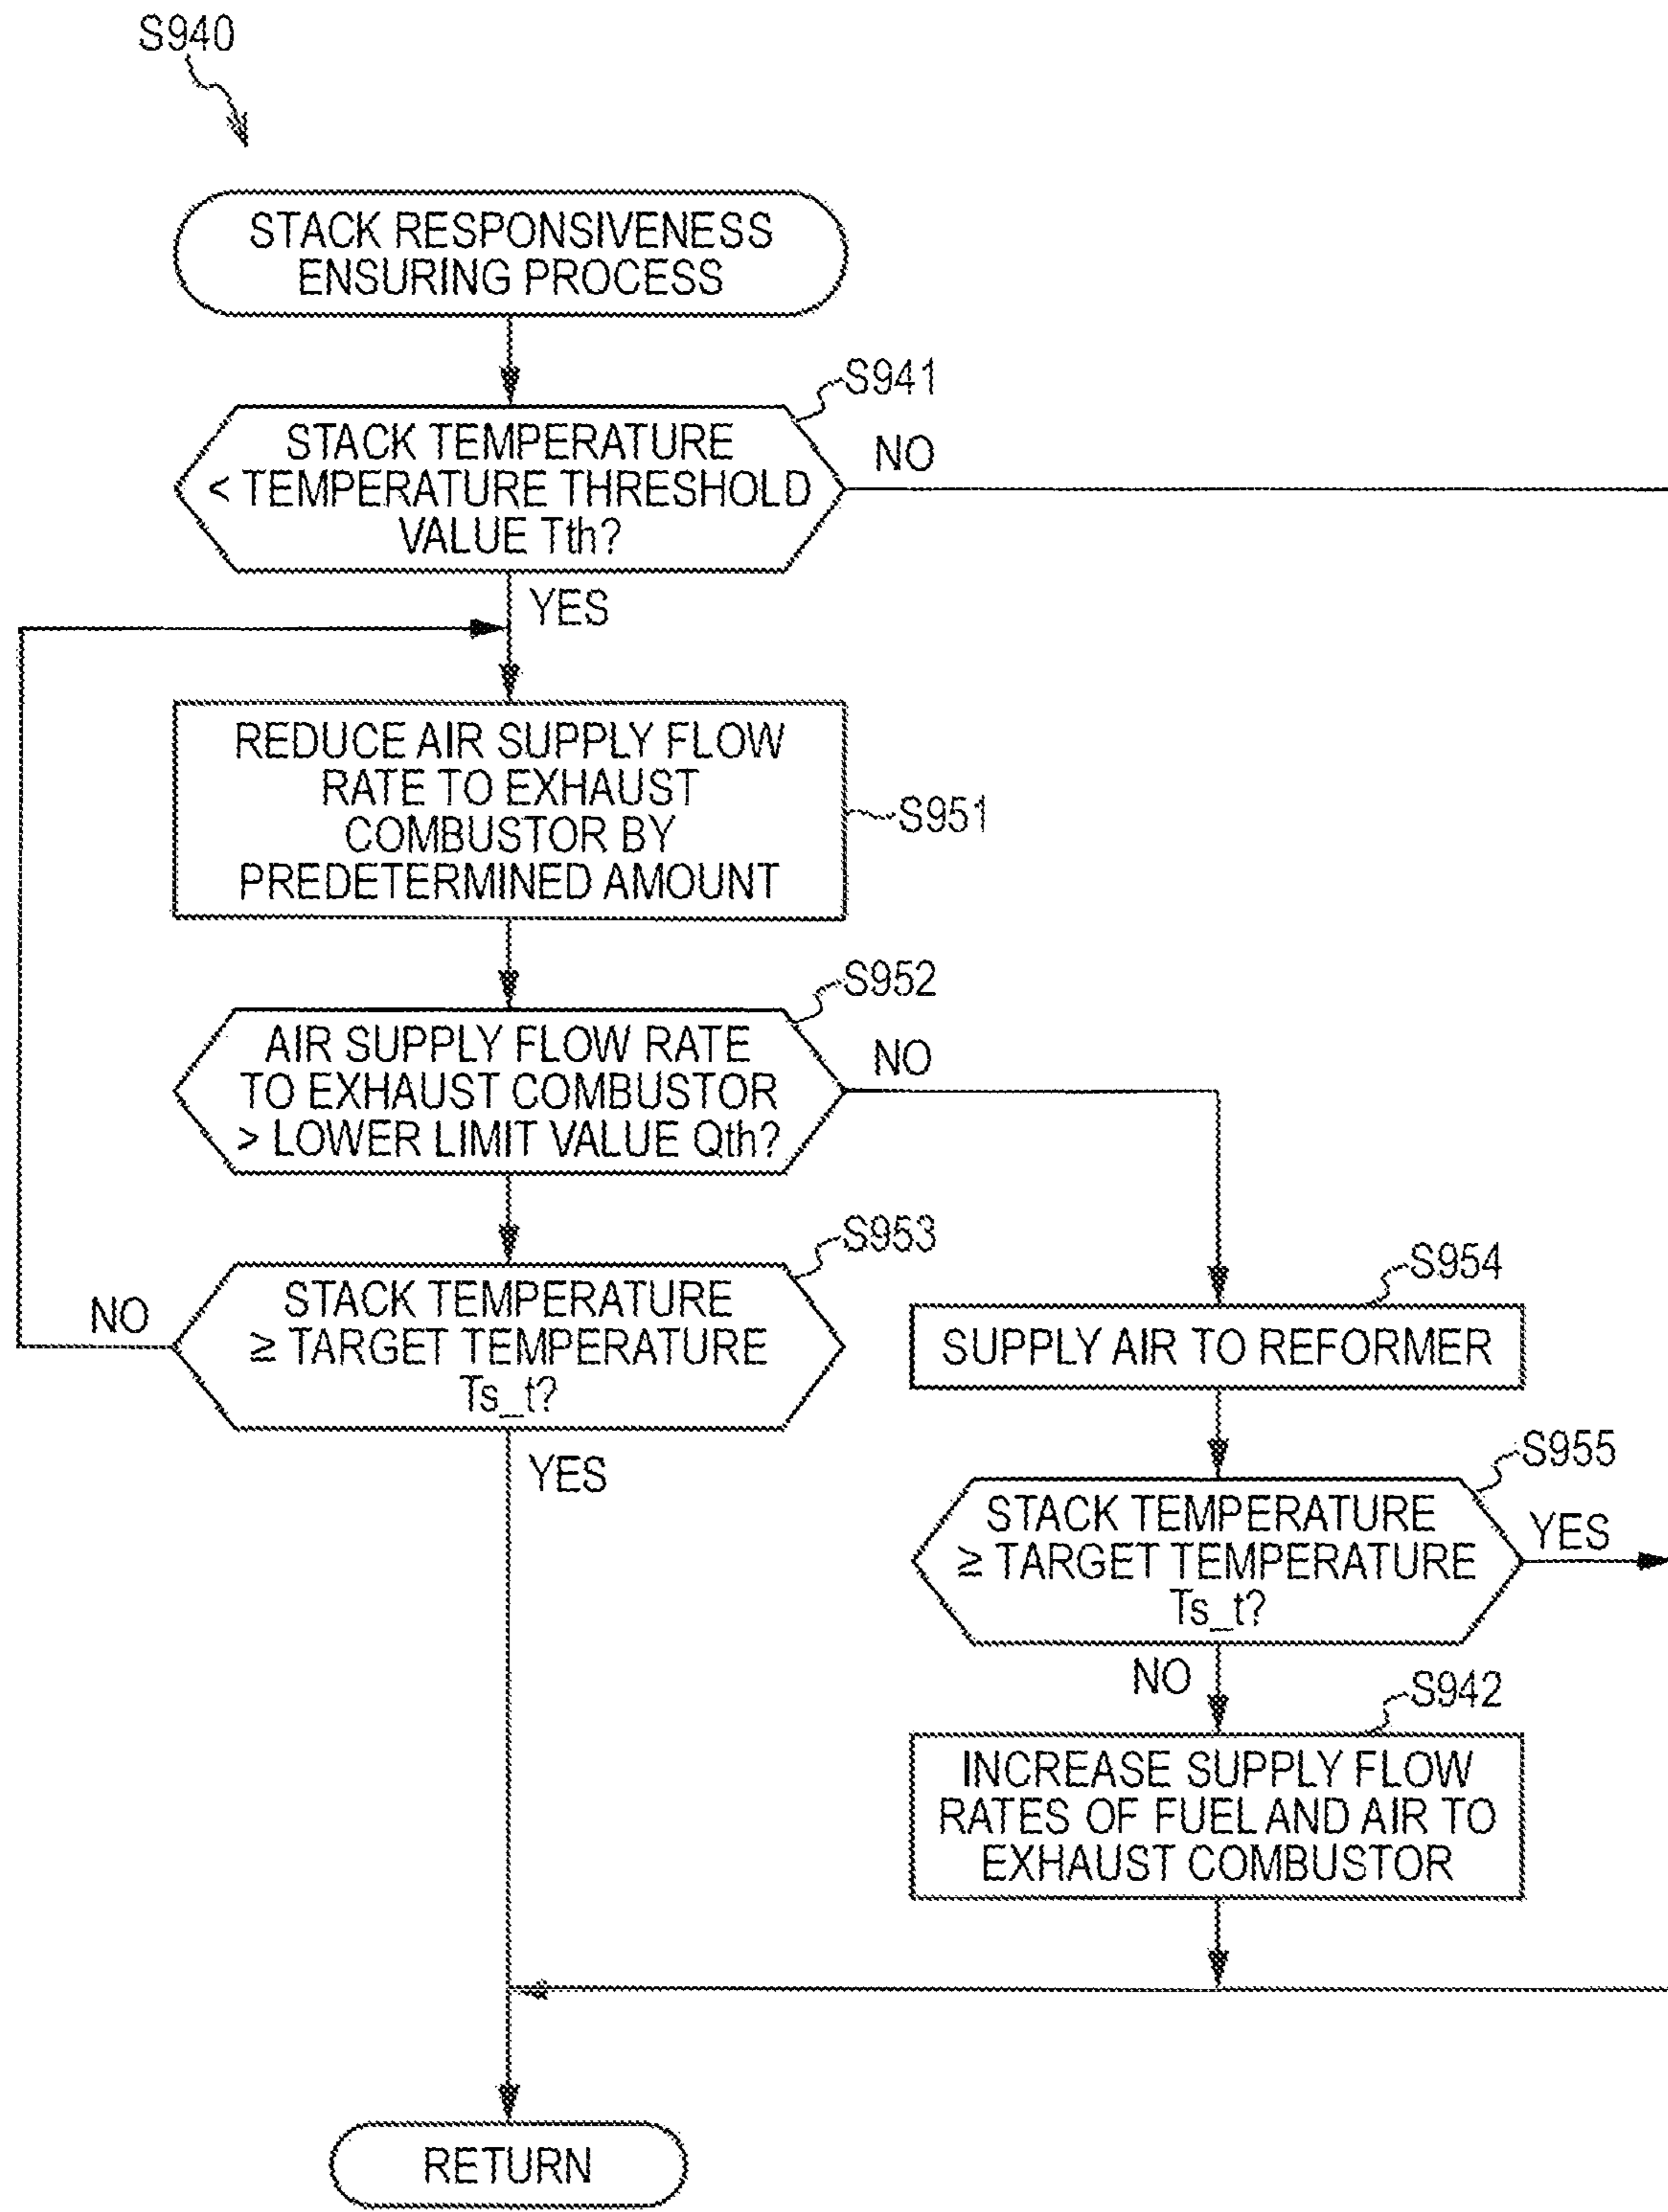 S940
STACK RESPONSIVENESS
ENSURING PROCESS
S941
STACK TEMPERATURE
< TEMPERATURE THRESHOLD
VALUE Tth?
NO
YES
REDUCE AIR SUPPLY FLOW
RATE TO EXHAUST
COMBUSTOR BY
PREDETERMINED AMOUNT
S951
S952
AIR SUPPLY FLOW RATE
TO EXHAUST COMBUSTOR
> LOWER LIMIT VALUE Qth?
NO
S953
STACK TEMPERATURE
≥ TARGET TEMPERATURE
Ts_t?
NO
YES
S954
SUPPLY AIR TO REFORMER
S955
STACK TEMPERATURE
≥ TARGET TEMPERATURE
Ts_t?
YES
NO
S942
INCREASE SUPPLY FLOW
RATES OF FUEL AND AIR TO
EXHAUST COMBUSTOR
RETURN